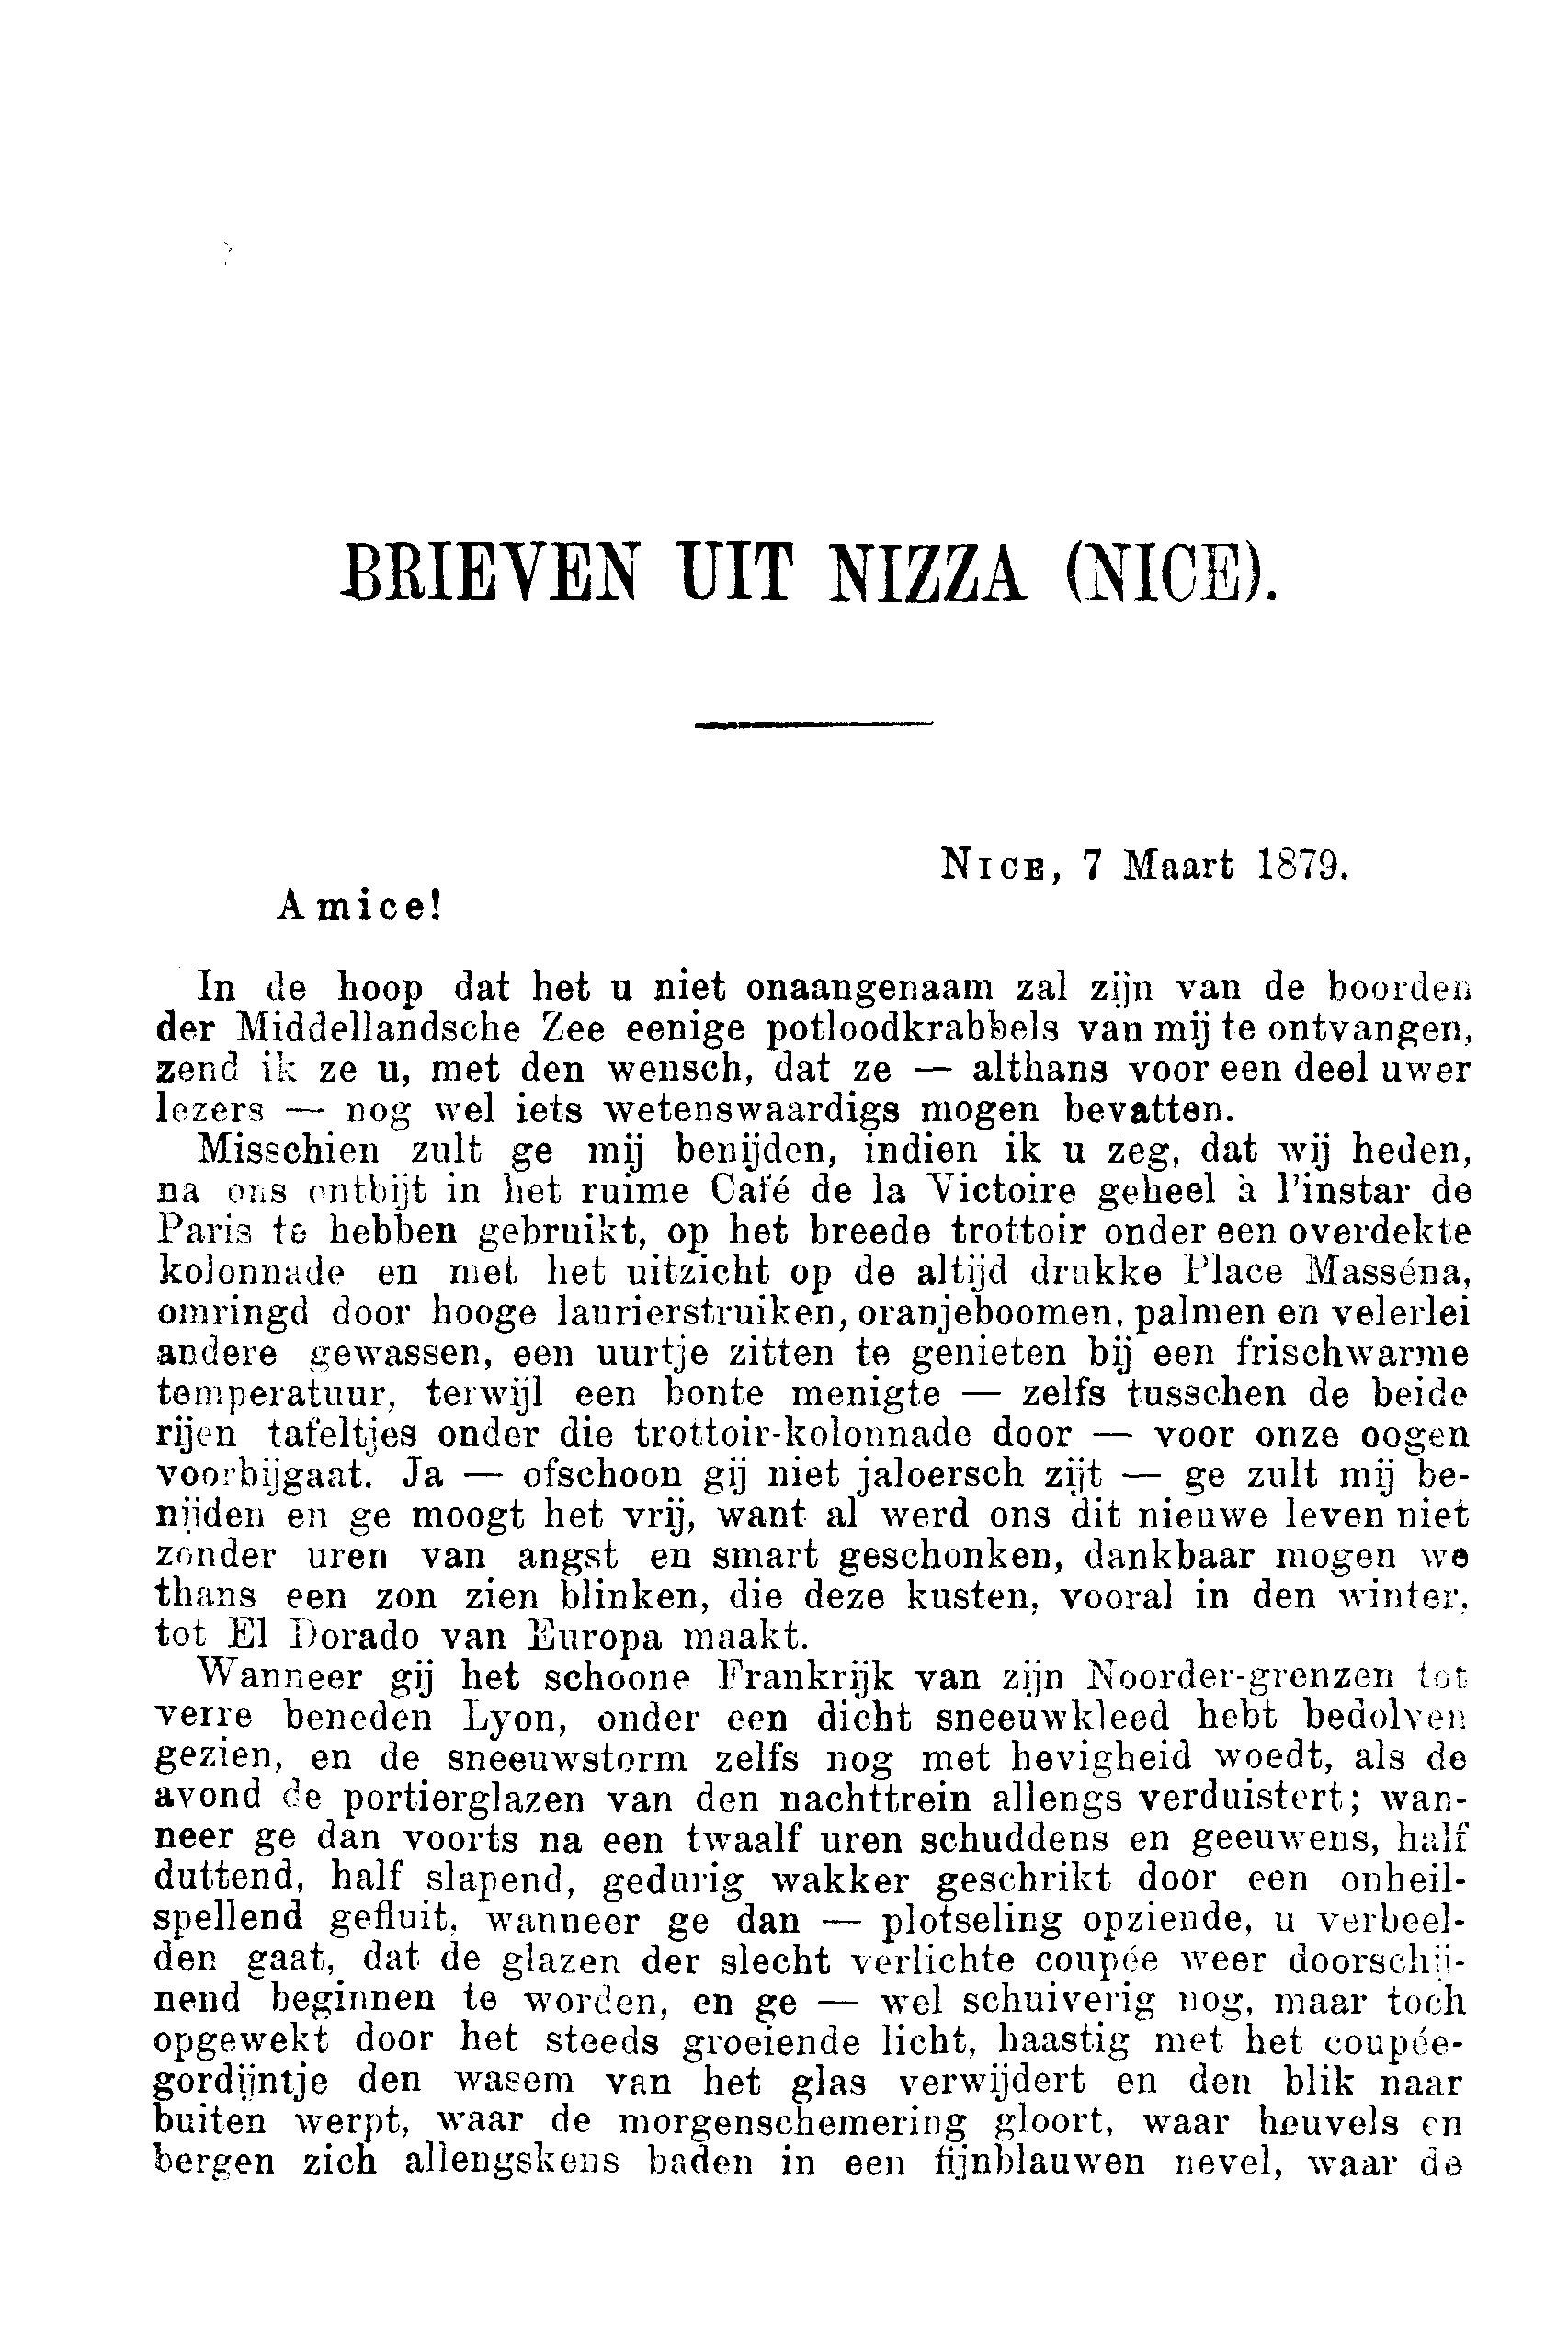 BRIEVEN UIT NIZZA (NICE).
NICE, 7 Maart 1879.
Amice!
In de hoop dat het u niet onaangenaam zal zijn van de boorden
der Middellandsche Zee eenige potloodkrabbels van mij te ontvangen,
zend ik ze u, met den wensch, dat ze — althans voor een deel uwer
lezers — nog wel iets wetenswaardigs mogen bevatten.
Misschien zult ge mij benijden, indien ik u zeg, dat wij heden,
na ons ontbijt in het ruime Café de la Victoire geheel à l'instar de
Paris te hebben gebruikt, op het breede trottoir onder een overdekte
kolonnade en met het uitzicht op de altijd drukke Place Masséna,
omringd door hooge laurierstruiken, oranjeboomen, palmen en velerlei
andere gewassen, een uurtje zitten te genieten bij een frischwarme
temperatuur, terwijl een bonte menigte — zelfs tusschen de beide
rijen tafeltjes onder die trottoir-kolonnade door — voor onze oogen
voorbijgaat. Ja — ofschoon gij niet jaloersch zijt — ge zult mij be-
nijden en ge moogt het vrij, want al werd ons dit nieuwe leven niet
zonder uren van angst en smart geschonken, dankbaar mogen we
thans een zon zien blinken, die deze kusten, vooral in den winter,
tot El Dorado van Europa maakt.
Wanneer gij het schoone Frankrijk van zijn Noorder-grenzen tot
verre beneden Lyon, onder een dicht sneeuwkleed hebt bedolven
gezien, en de sneeuwstorm zelfs nog met hevigheid woedt, als de
avond de portierglazen van den nachttrein allengs verduistert; wan-
neer ge dan voorts na een twaalf uren schuddens en geeuwens, half
duttend, half slapend, gedurig wakker geschrikt door een onheil-
spellend gefluit, wanneer ge dan — plotseling opziende, u verbeel-
den gaat, dat de glazen der slecht verlichte coupée weer doorschij-
nend beginnen te worden, en ge — wel schuiverig nog, maar toch
opgewekt door het steeds groeiende licht, haastig met het coupée-
gordijntje den wasem van het glas verwijdert en den blik naar
buiten werpt, waar de morgenschemering gloort, waar heuvels en
bergen zich allengskens baden in een fijnblauwen nevel, waar de